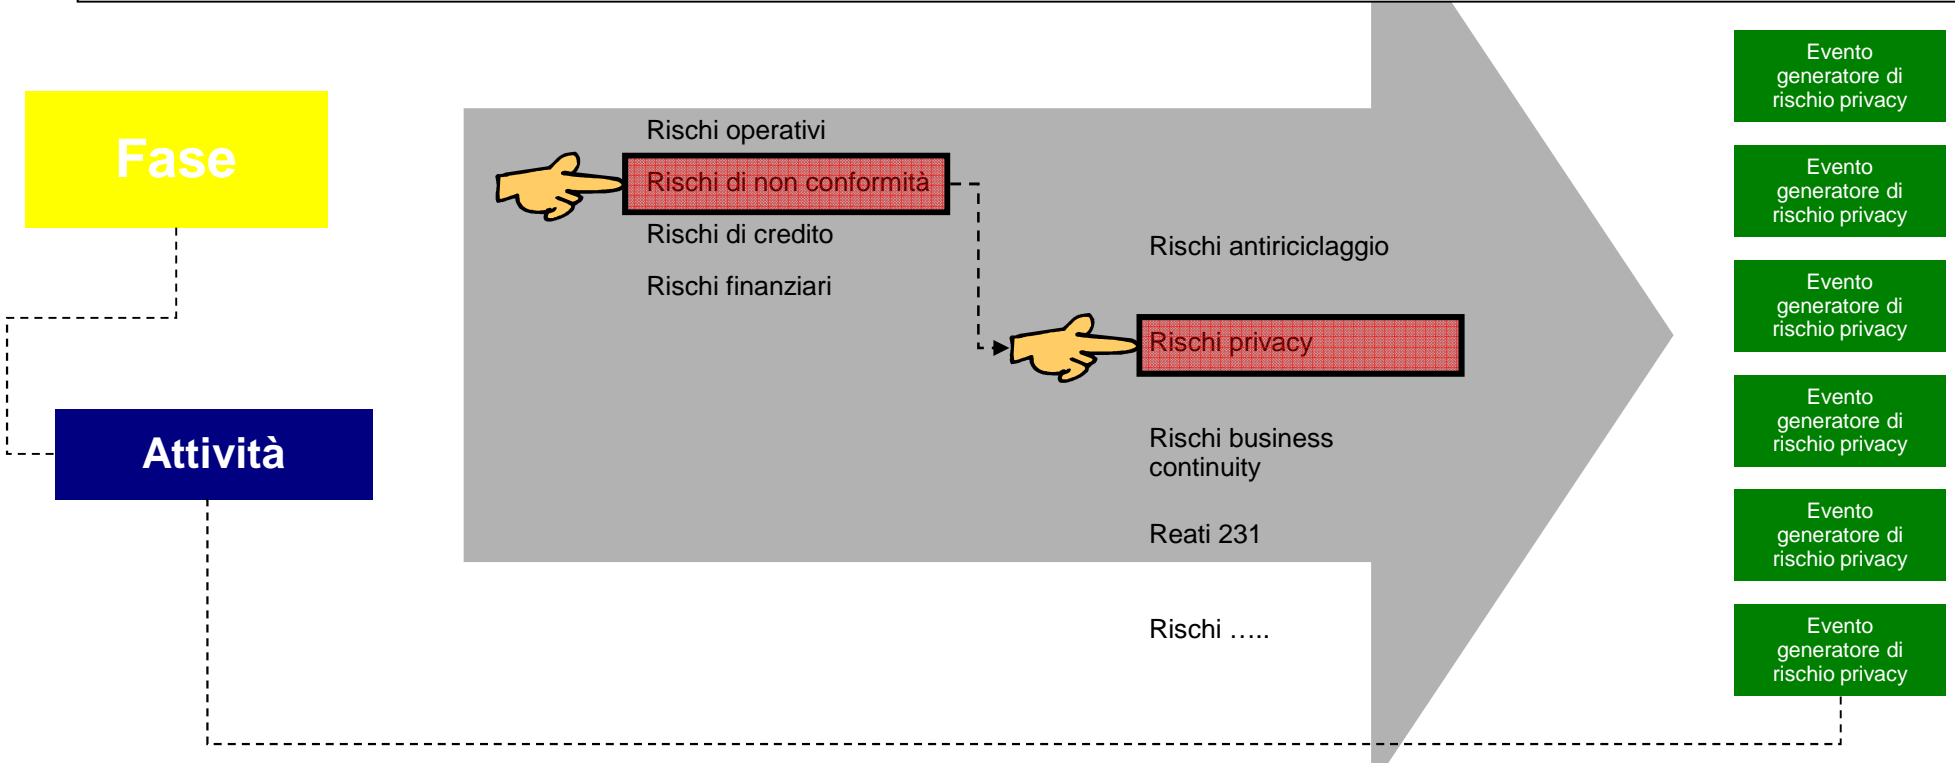 Fase
Attività
Rischi operativi
Rischi di non conformità
Rischi di credito
Rischi finanziari
Rischi antiriciclaggio
Rischi privacy
Rischi business
continuity
Reati 231
Rischi …..
Evento
generatore di
rischio privacy
Evento
generatore di
rischio privacy
Evento
generatore di
rischio privacy
Evento
generatore di
rischio privacy
Evento
generatore di
rischio privacy
Evento
generatore di
rischio privacy